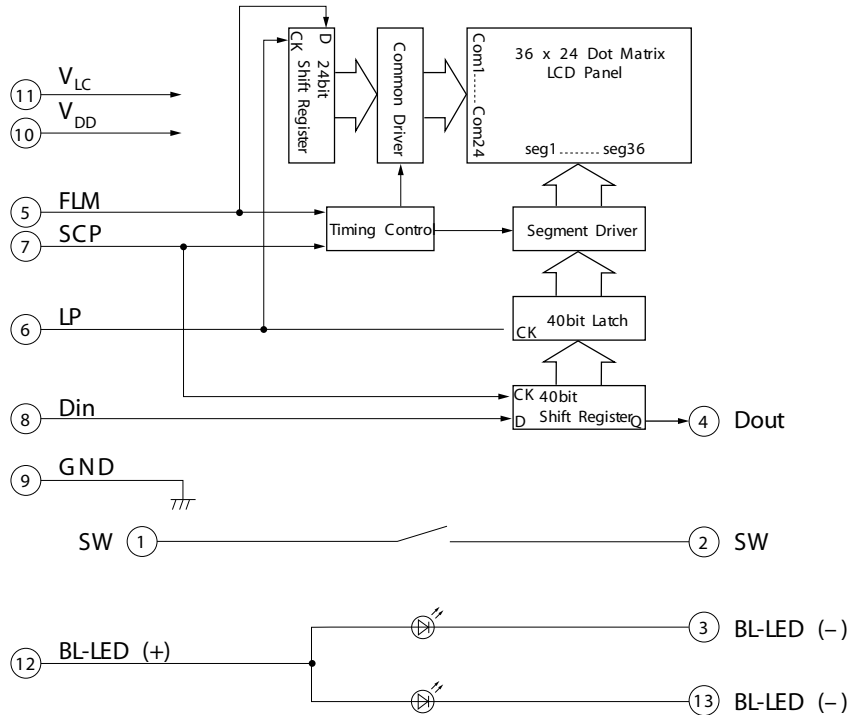 CK
D
24bit
Shift Register
Common Driver
Com1........Com24
36 x 24 Dot Matrix
LCD Panel
seg1......... seg36
11
VLC
10
VDD
5
FLM
7
SCP
Timing Control
Segment Driver
6
LP
40bit Latch
CK
CK 40bit
Shift Register
D
Q
8
Din
4
Dout
9
GND
SW
1
2
SW
3
BL-LED (–)
12
BL-LED (+)
13
BL-LED (–)